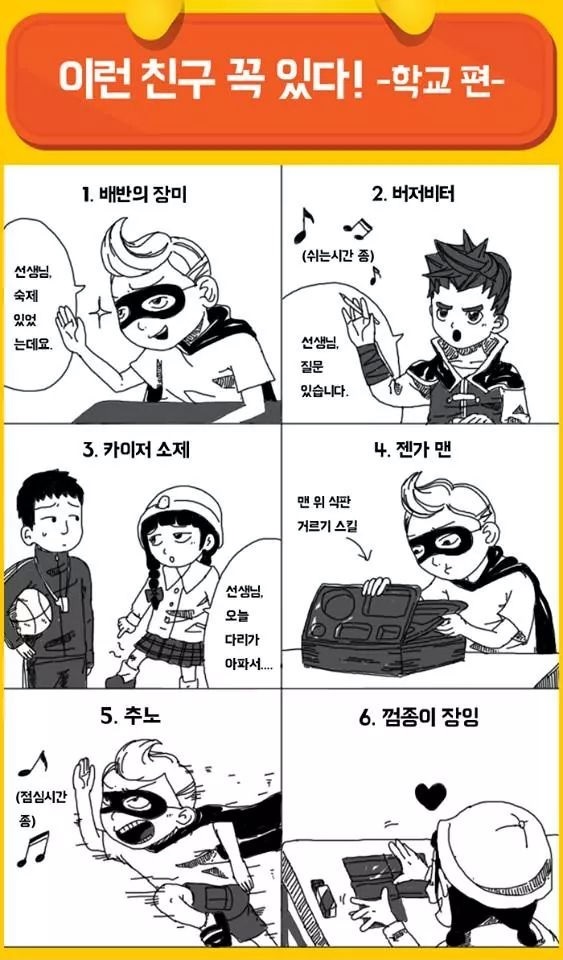 이런 친구 꼭 있다! -학교 편-
1. 배반의 장미
선생님,
숙제
있었
는데요.
2. 버저비터
(쉬는시간 종)
선생님,
질문
있습니다.
3. 카이저 소제
선생님,
오늘
다리가
아파서....
4. 젠가 맨
맨 위 식판
거르기 스킬
5. 추노
(점심시간
종)
6. 껌종이 장잉